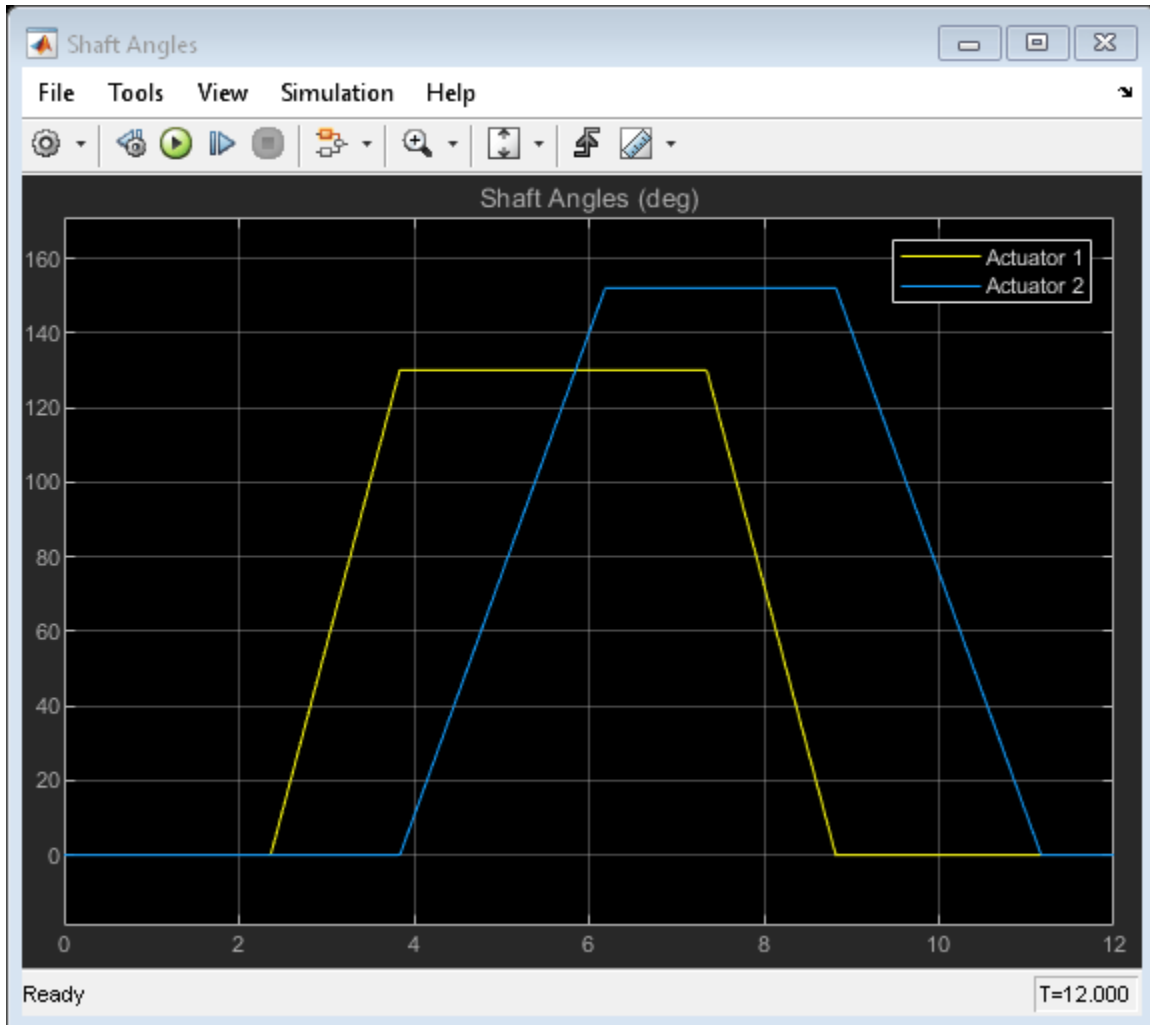 Shaft Angles
File Tools View Simulation Help
Shaft Angles (deg)
Actuator 1
Actuator 2
160
140
120
100
80
60
40
20
0
0 2 4 6 8 10 12
Ready T=12.000